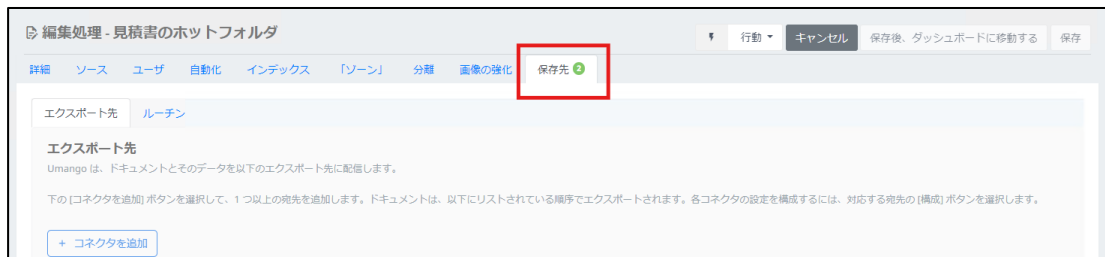 編集処理 - 見積書のホットフォルダ
行動 キャンセル 保存後、ダッシュボードに移動する 保存
詳細 ソース ユーザ 自動化 インデックス 「ゾーン」 分離 画像の強化 保存先 2
エクスポート先 ルーチン
エクスポート先
Umango は、ドキュメントとそのデータを以下のエクスポート先に配信します。
下の [コネクタを追加] ボタンを選択して、1 つ以上の宛先を追加します。ドキュメントは、以下にリストされている順序でエクスポートされます。各コネクタの設定を構成するには、対応する宛先の [構成] ボタンを選択します。
+ コネクタを追加